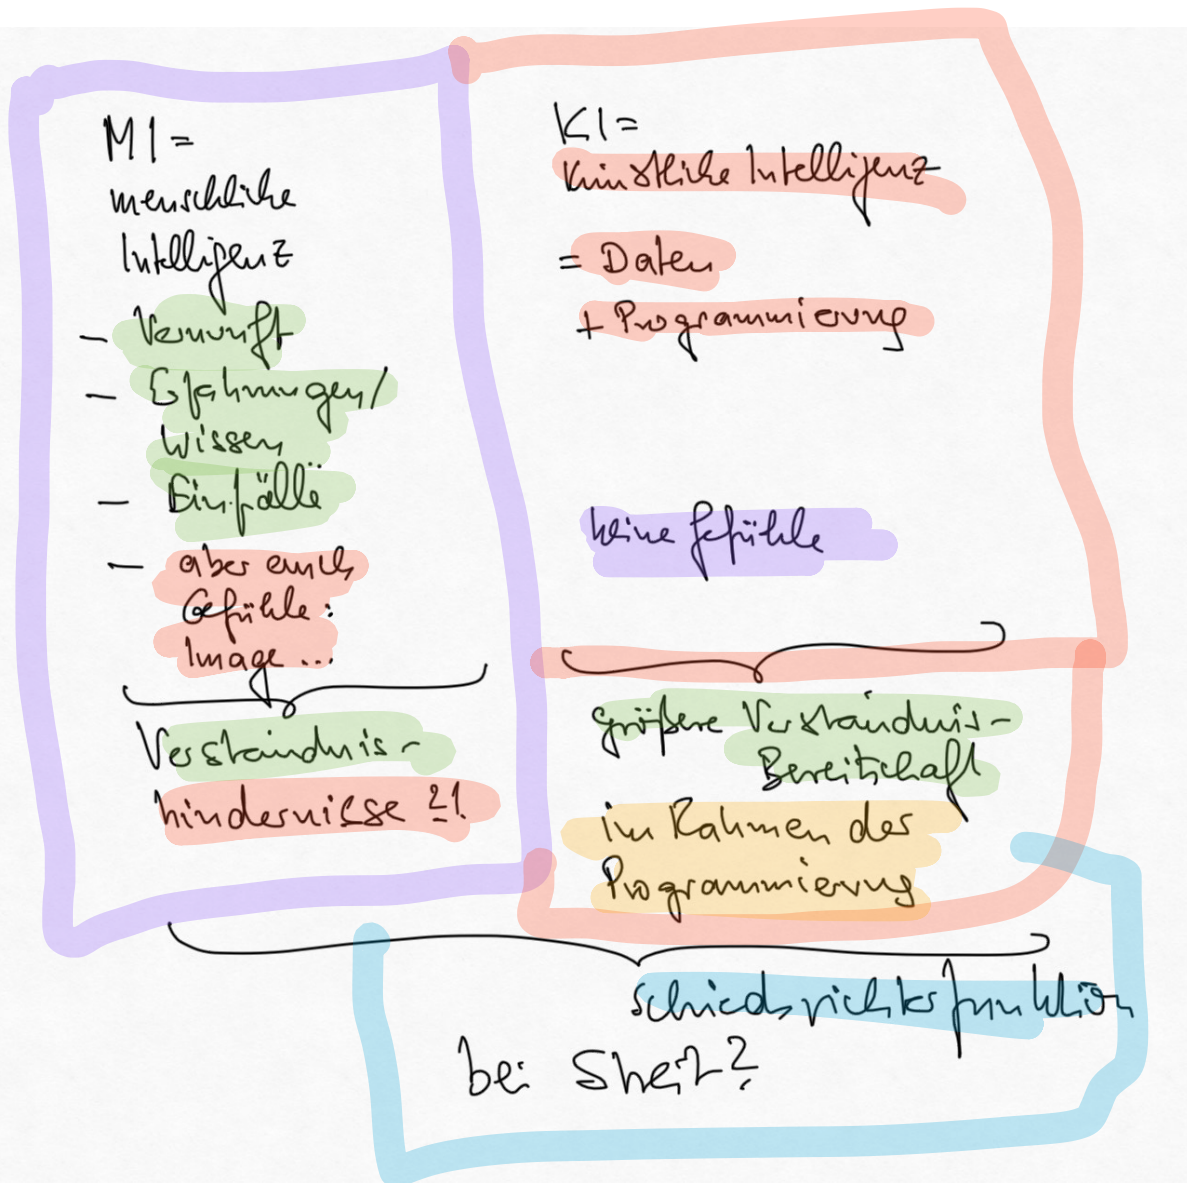 MI =
menschliche
Intelligenz
- Vernunft
- Erfahrungen/
Wissen
- Einfälle
- aber auch
Gefühle:
Image ...
Verständnis-
hindernisse ?!
KI =
Künstliche Intelligenz
= Daten
+ Programmierung
keine Gefühle
größere Verständnis-
Bereitschaft
im Rahmen der
Programmierung
Schiedsrichterfunktion
bei Streit?